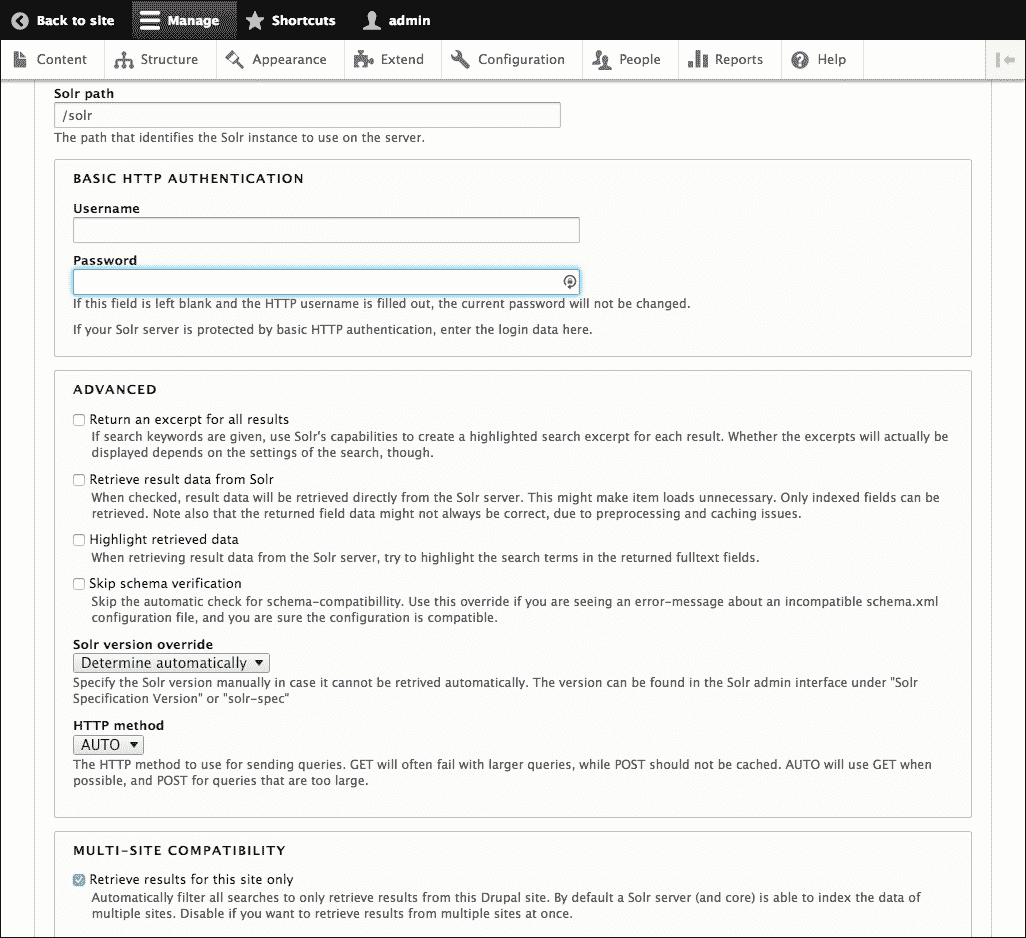 Back to site Manage Shortcuts admin
Content Structure Appearance Extend Configuration People Reports Help
Solr path
/solr
The path that identifies the Solr instance to use on the server.
BASIC HTTP AUTHENTICATION
Username
Password
If this field is left blank and the HTTP username is filled out, the current password will not be changed.
If your Solr server is protected by basic HTTP authentication, enter the login data here.
ADVANCED
Return an excerpt for all results
If search keywords are given, use Solr's capabilities to create a highlighted search excerpt for each result. Whether the excerpts will actually be
displayed depends on the settings of the search, though.
Retrieve result data from Solr
When checked, result data will be retrieved directly from the Solr server. This might make item loads unnecessary. Only indexed fields can be
retrieved. Note also that the returned field data might not always be correct, due to preprocessing and caching issues.
Highlight retrieved data
When retrieving result data from the Solr server, try to highlight the search terms in the returned fulltext fields.
Skip schema verification
Skip the automatic check for schema-compatibillity. Use this override if you are seeing an error-message about an incompatible schema.xml
configuration file, and you are sure the configuration is compatible.
Solr version override
Determine automatically
Specify the Solr version manually in case it cannot be retrived automatically. The version can be found in the Solr admin interface under "Solr
Specification Version" or "solr-spec"
HTTP method
AUTO
The HTTP method to use for sending queries. GET will often fail with larger queries, while POST should not be cached. AUTO will use GET when
possible, and POST for queries that are too large.
MULTI-SITE COMPATIBILITY
Retrieve results for this site only
Automatically filter all searches to only retrieve results from this Drupal site. By default a Solr server (and core) is able to index the data of
multiple sites. Disable if you want to retrieve results from multiple sites at once.